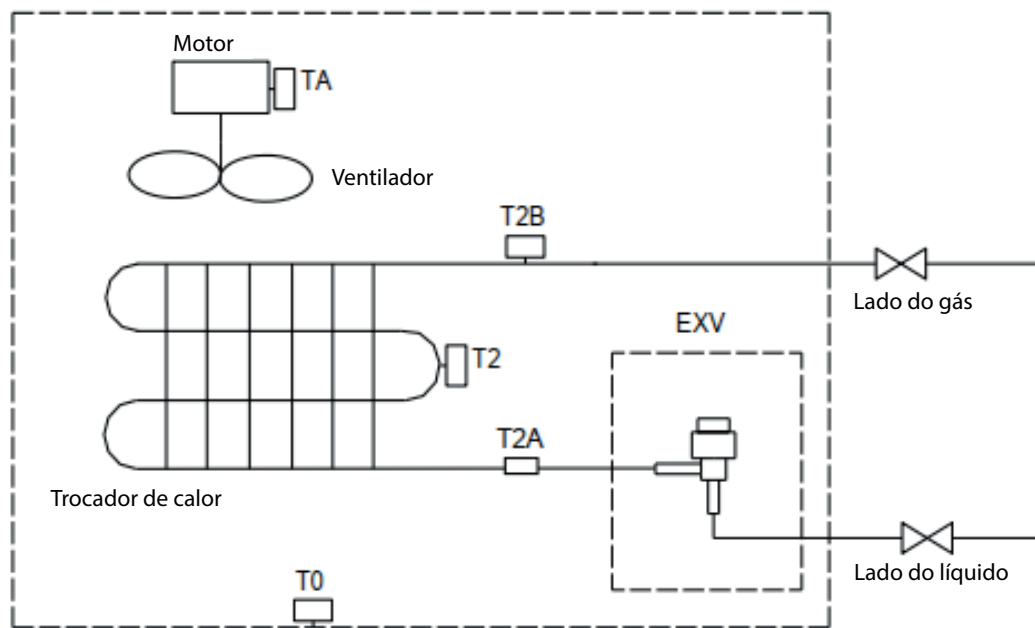 Motor
TA
Ventilador
T2B
Lado do gás
EXV
T2
T2A
Trocador de calor
Lado do líquido
T0